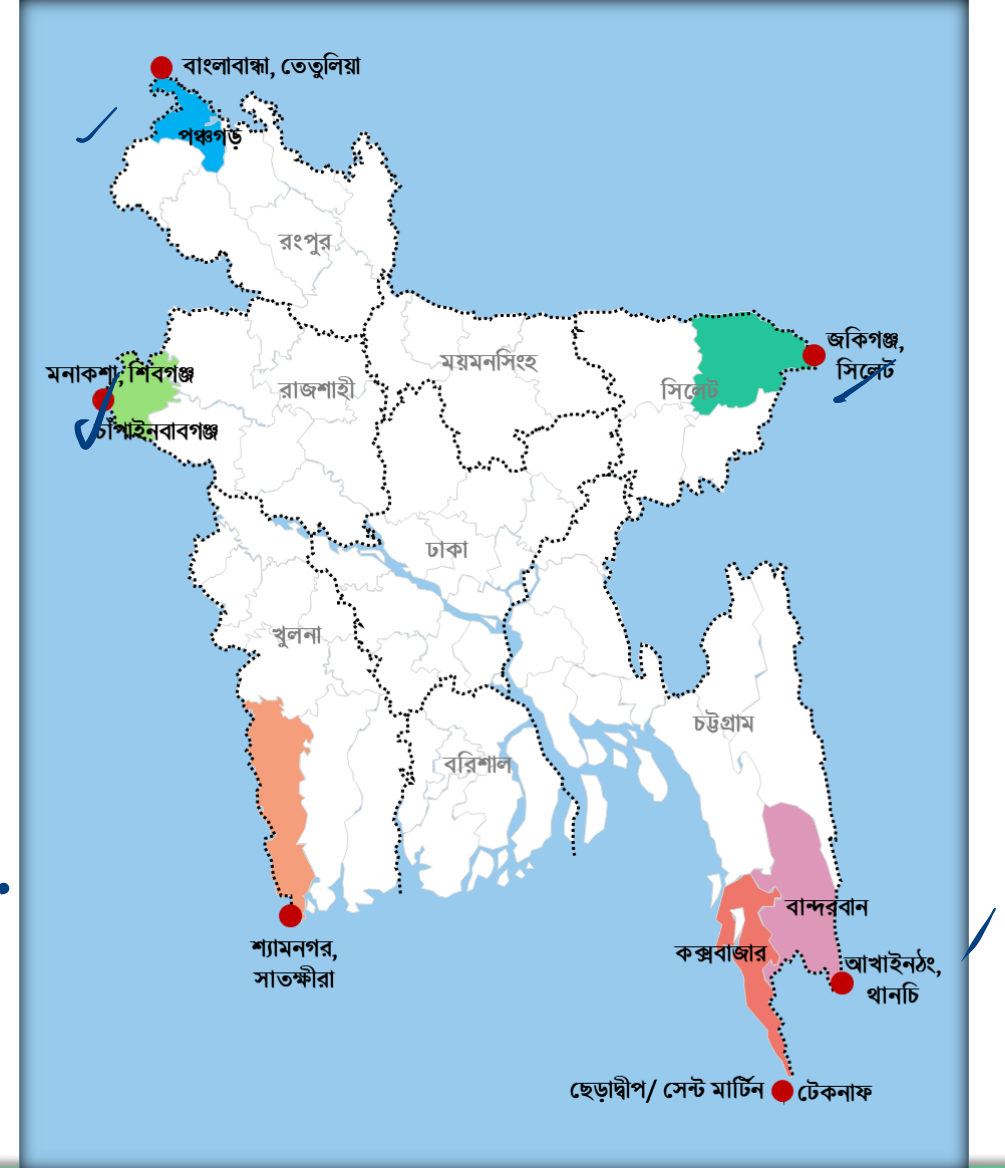 বাংলাবান্ধা, তেতুলিয়া
পঞ্চগড়
রংপুর
জকিগঞ্জ,
সিলেট
মনাকশা, শিবগঞ্জ
চাঁপাইনবাবগঞ্জ
রাজশাহী
ময়মনসিংহ
সিলেট
ঢাকা
খুলনা
চট্টগ্রাম
বরিশাল
বান্দরবান
শ্যামনগর,
সাতক্ষীরা
কক্সবাজার
আখাইনঠং,
থানচি
ছেড়াদ্বীপ/ সেন্ট মার্টিন
টেকনাফ